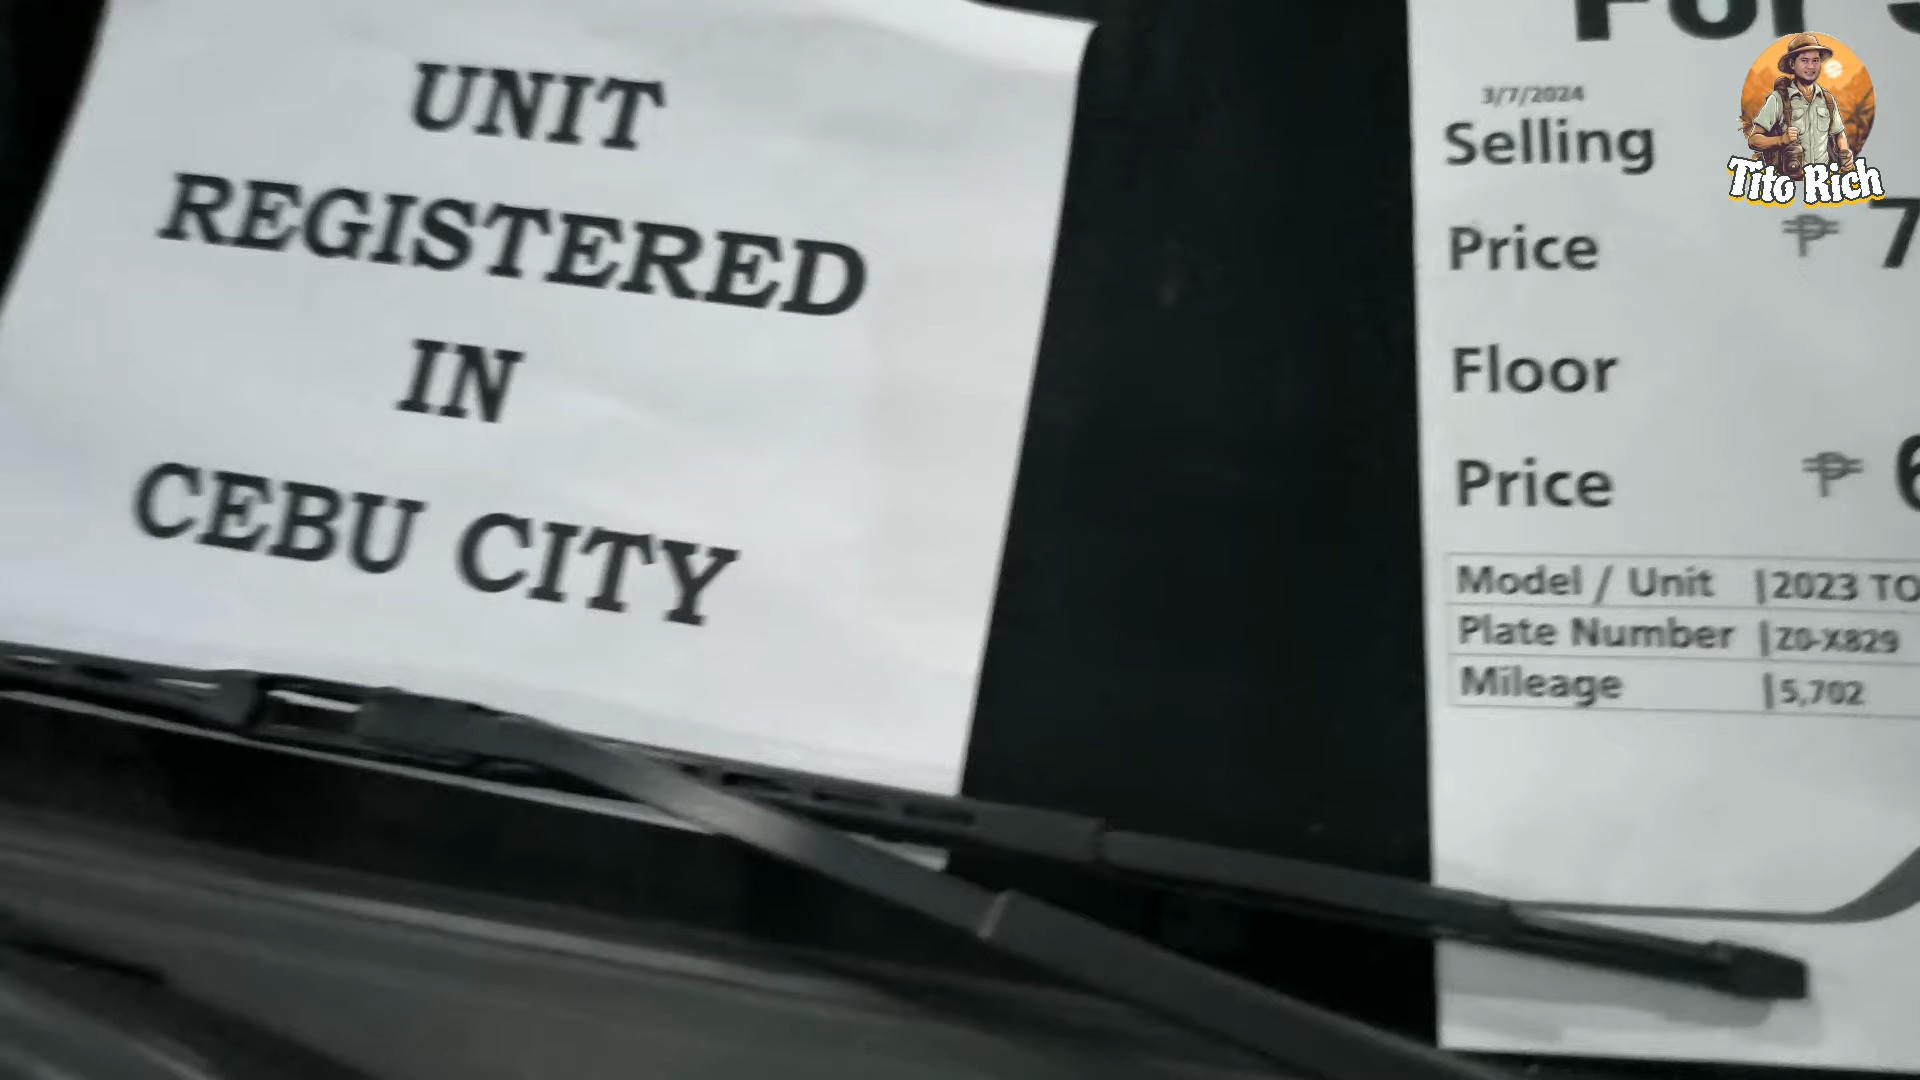 UNIT
REGISTERED
IN
CEBU CITY
For
3/7/2024
Selling
Price ₱ 7
Floor
Price ₱ 6
Model / Unit |2023 TO
Plate Number |Z0-X829
Mileage |5,702
Tito Rich